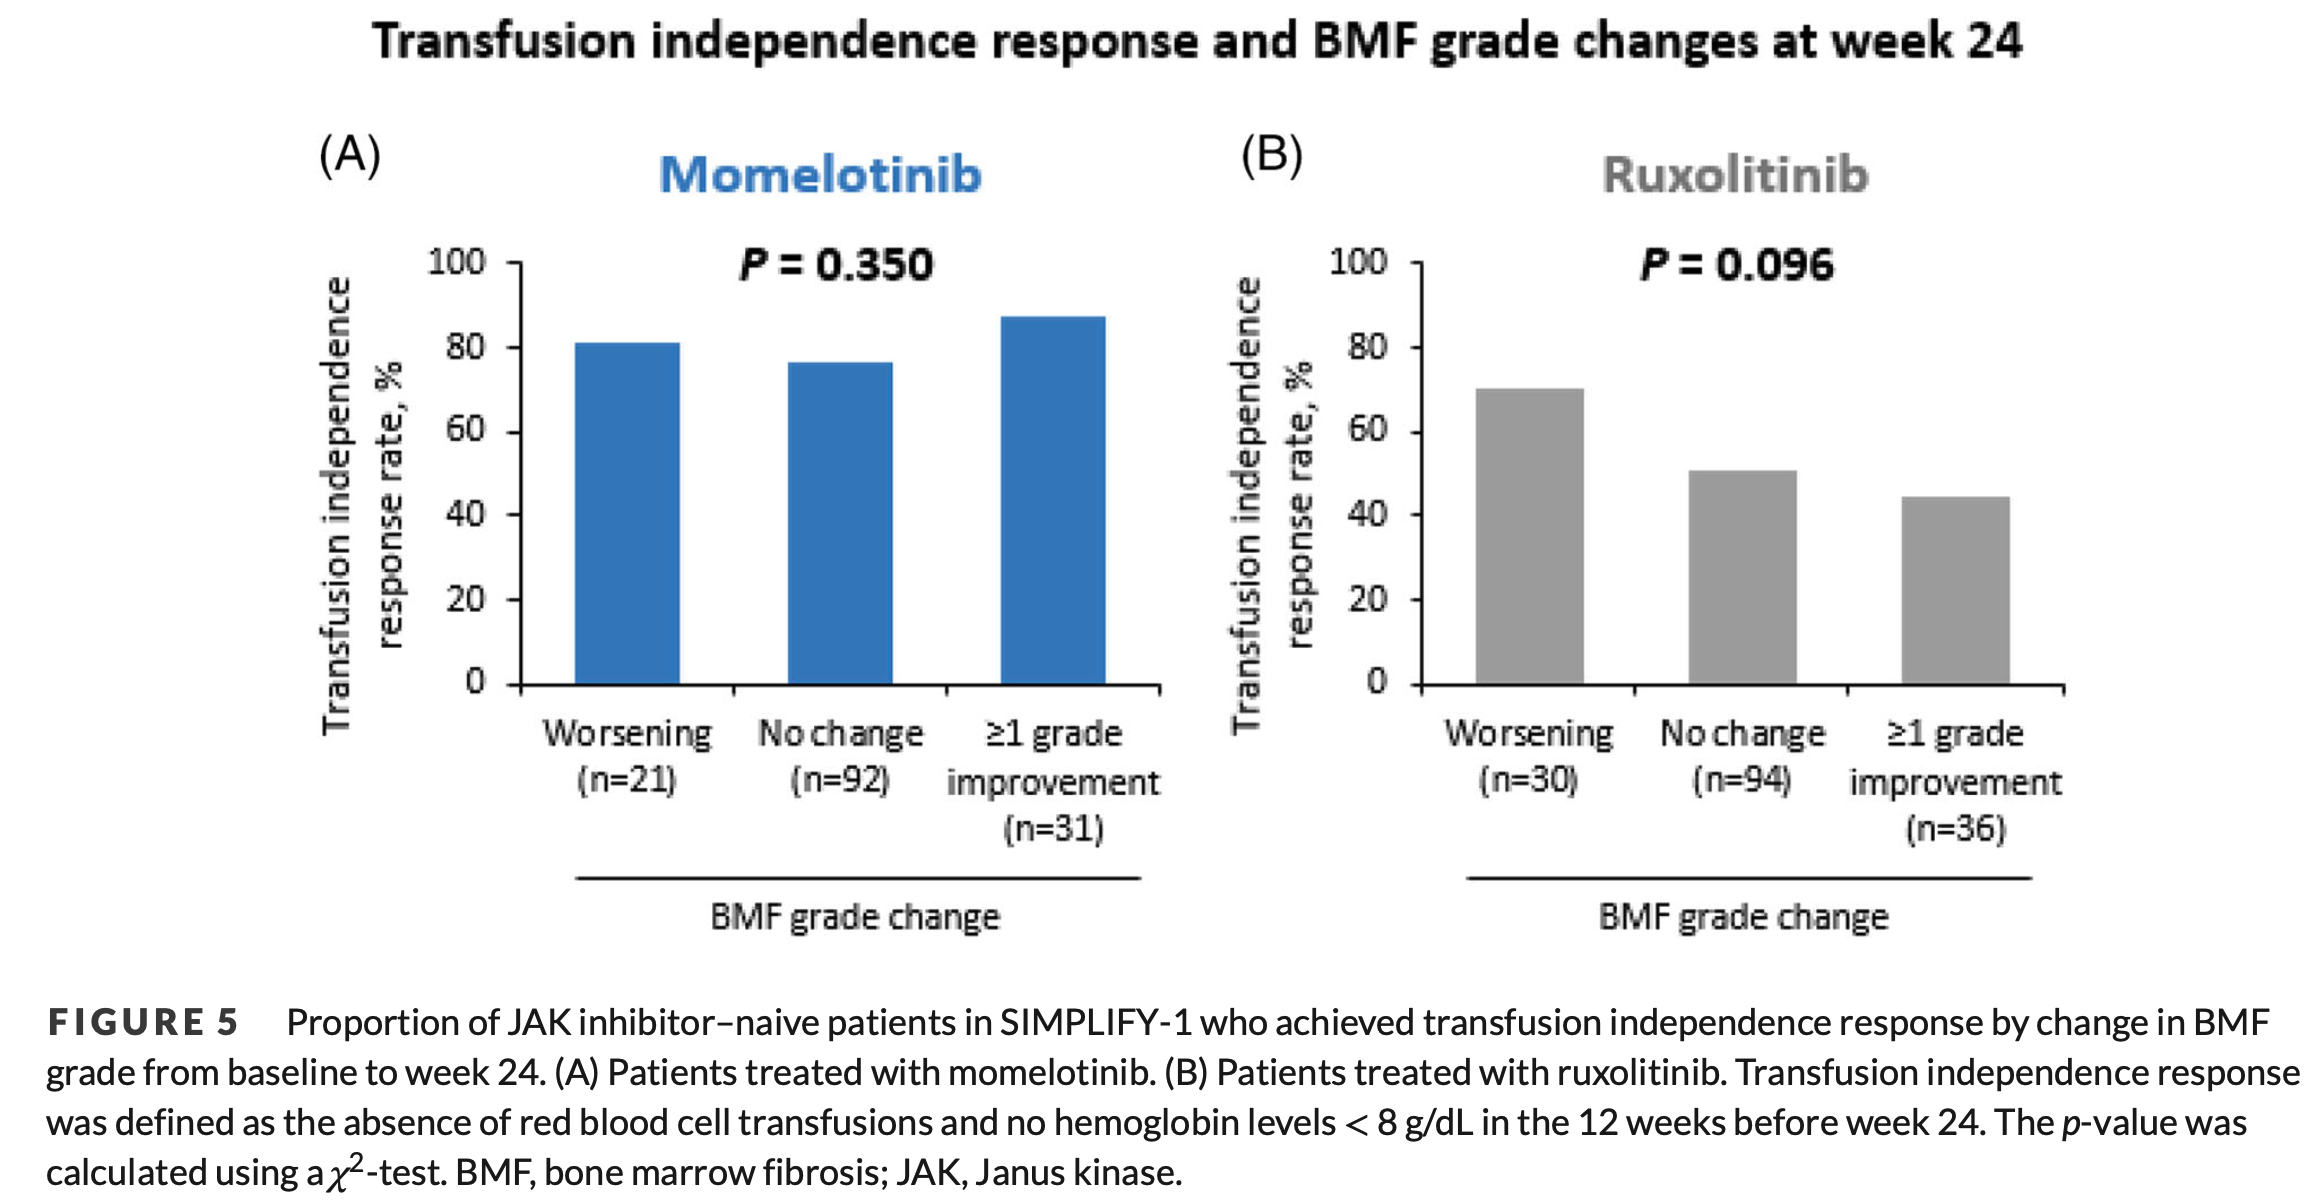 Transfusion independence response and BMF grade changes at week 24
(A)
Momelotinib
P = 0.350
Transfusion independence
response rate, %
100
80
60
40
20
0
Worsening
(n=21)
No change
(n=92)
≥1 grade
improvement
(n=31)
BMF grade change
(B)
Ruxolitinib
P = 0.096
Transfusion independence
response rate, %
100
80
60
40
20
0
Worsening
(n=30)
No change
(n=94)
≥1 grade
improvement
(n=36)
BMF grade change
FIGURE 5 Proportion of JAK inhibitor–naive patients in SIMPLIFY-1 who achieved transfusion independence response by change in BMF
grade from baseline to week 24. (A) Patients treated with momelotinib. (B) Patients treated with ruxolitinib. Transfusion independence response
was defined as the absence of red blood cell transfusions and no hemoglobin levels < 8 g/dL in the 12 weeks before week 24. The p-value was
calculated using a χ²-test. BMF, bone marrow fibrosis; JAK, Janus kinase.